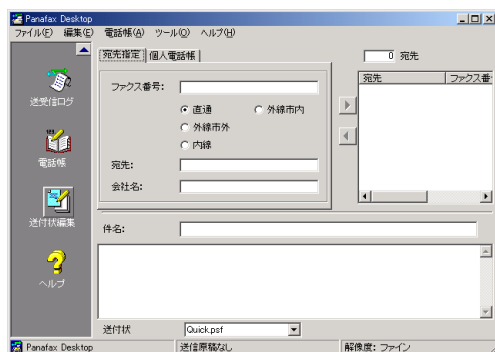 Panafax Desktop
ファイル(F) 編集(E) 電話帳(A) ツール(O) ヘルプ(H)
宛先指定 個人電話帳
0 宛先
ファクス番号:
宛先 ファクス番
直通 外線市内
外線市外
内線
宛先:
会社名:
送受信ログ
電話帳
送付状編集
ヘルプ
件名:
送付状 Quick.psf
Panafax Desktop 送信原稿なし 解像度: ファイン